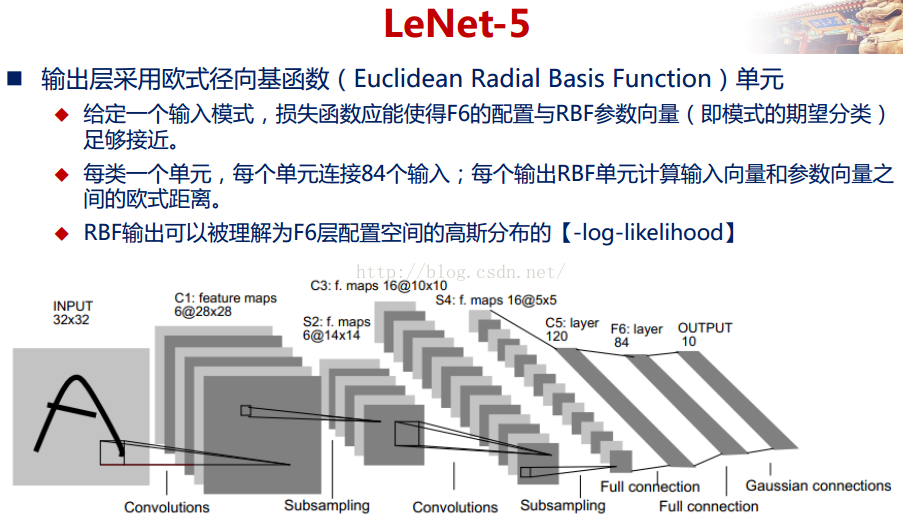 LeNet-5
输出层采用欧式径向基函数（Euclidean Radial Basis Function）单元
给定一个输入模式，损失函数应能使得F6的配置与RBF参数向量（即模式的期望分类）
足够接近。
每类一个单元，每个单元连接84个输入；每个输出RBF单元计算输入向量和参数向量之
间的欧式距离。
RBF输出可以被理解为F6层配置空间的高斯分布的【-log-likelihood】
http://blog.csdn.net/
INPUT
32x32
C1: feature maps
6@28x28
S2: f. maps
6@14x14
C3: f. maps 16@10x10
S4: f. maps 16@5x5
C5: layer
120
F6: layer
84
OUTPUT
10
A
Convolutions
Subsampling
Convolutions
Subsampling
Full connection
Full connection
Gaussian connections